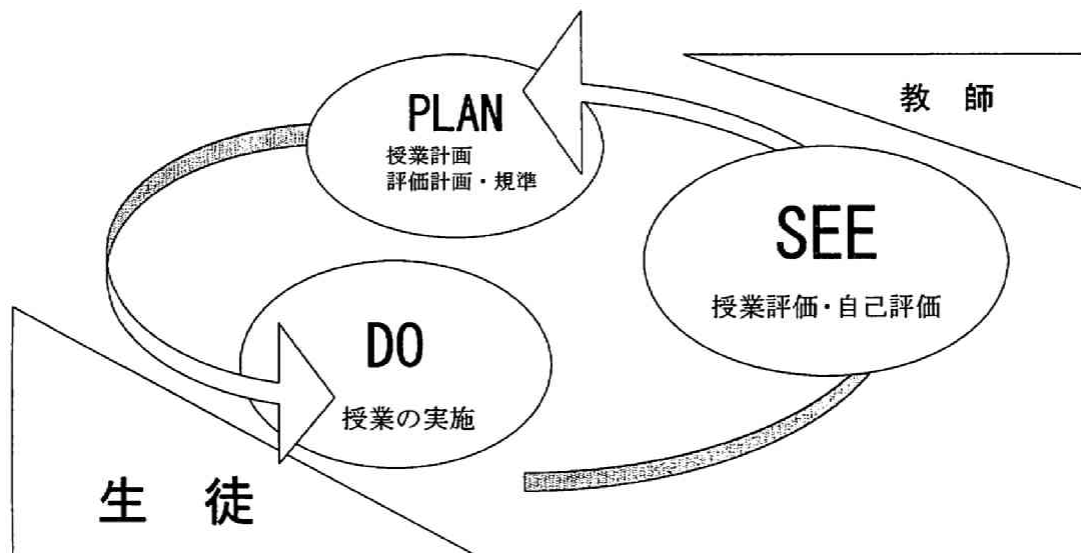 PLAN
授業計画
評価計画・規準
教 師
SEE
授業評価・自己評価
DO
授業の実施
生 徒